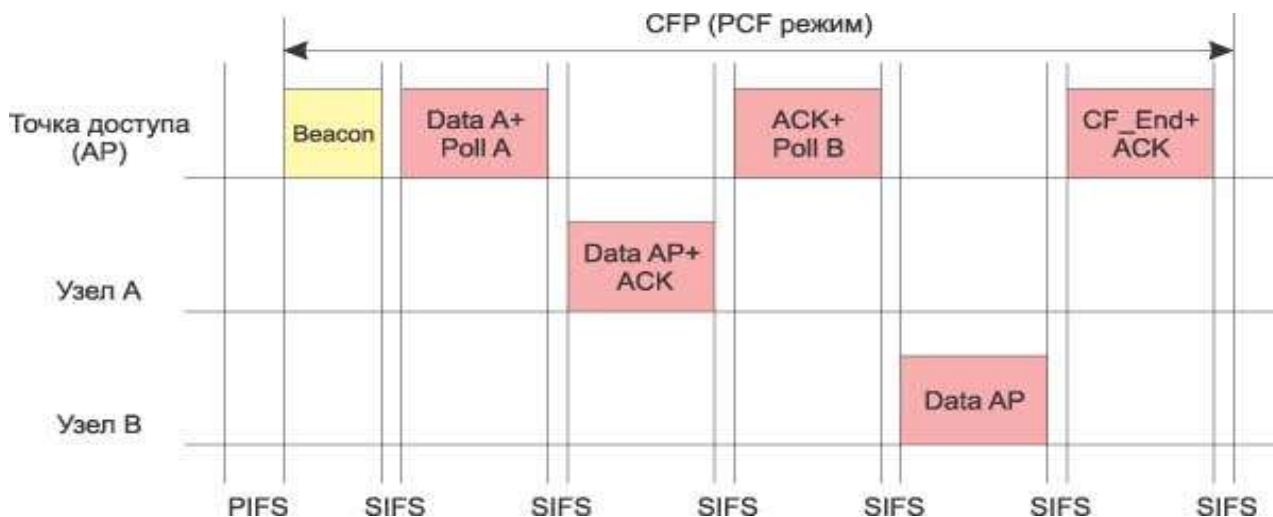 CFP (PCF режим)
Точка доступа
(AP)
Beacon
Data A+
Poll A
ACK+
Poll B
CF_End+
ACK
Узел A
Data AP+
ACK
Узел B
Data AP
PIFS SIFS SIFS SIFS SIFS SIFS SIFS